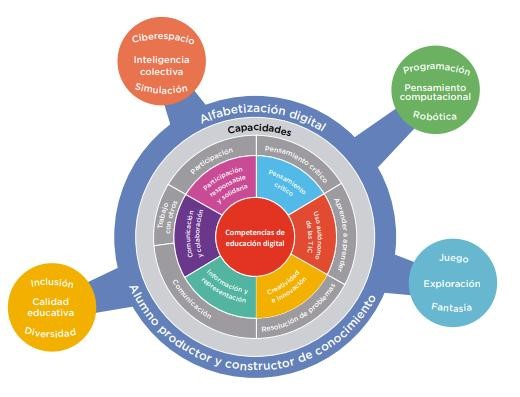 Ciberespacio
Inteligencia
colectiva
Simulación
Programación
Pensamiento
computacional
Robótica
Alfabetización digital
Capacidades
Participación
Pensamiento crítico
Participación
responsable
y solidaria
Pensamiento
crítico
Trabajo
con otros
Comunicación
y colaboración
Competencias de
educación digital
Uso autónomo
de las TIC
Aprender a aprender
Información y
representación
Creatividad
e innovación
Comunicación
Resolución de problemas
Alumno productor y constructor de conocimiento
Inclusión
Calidad
educativa
Diversidad
Juego
Exploración
Fantasía